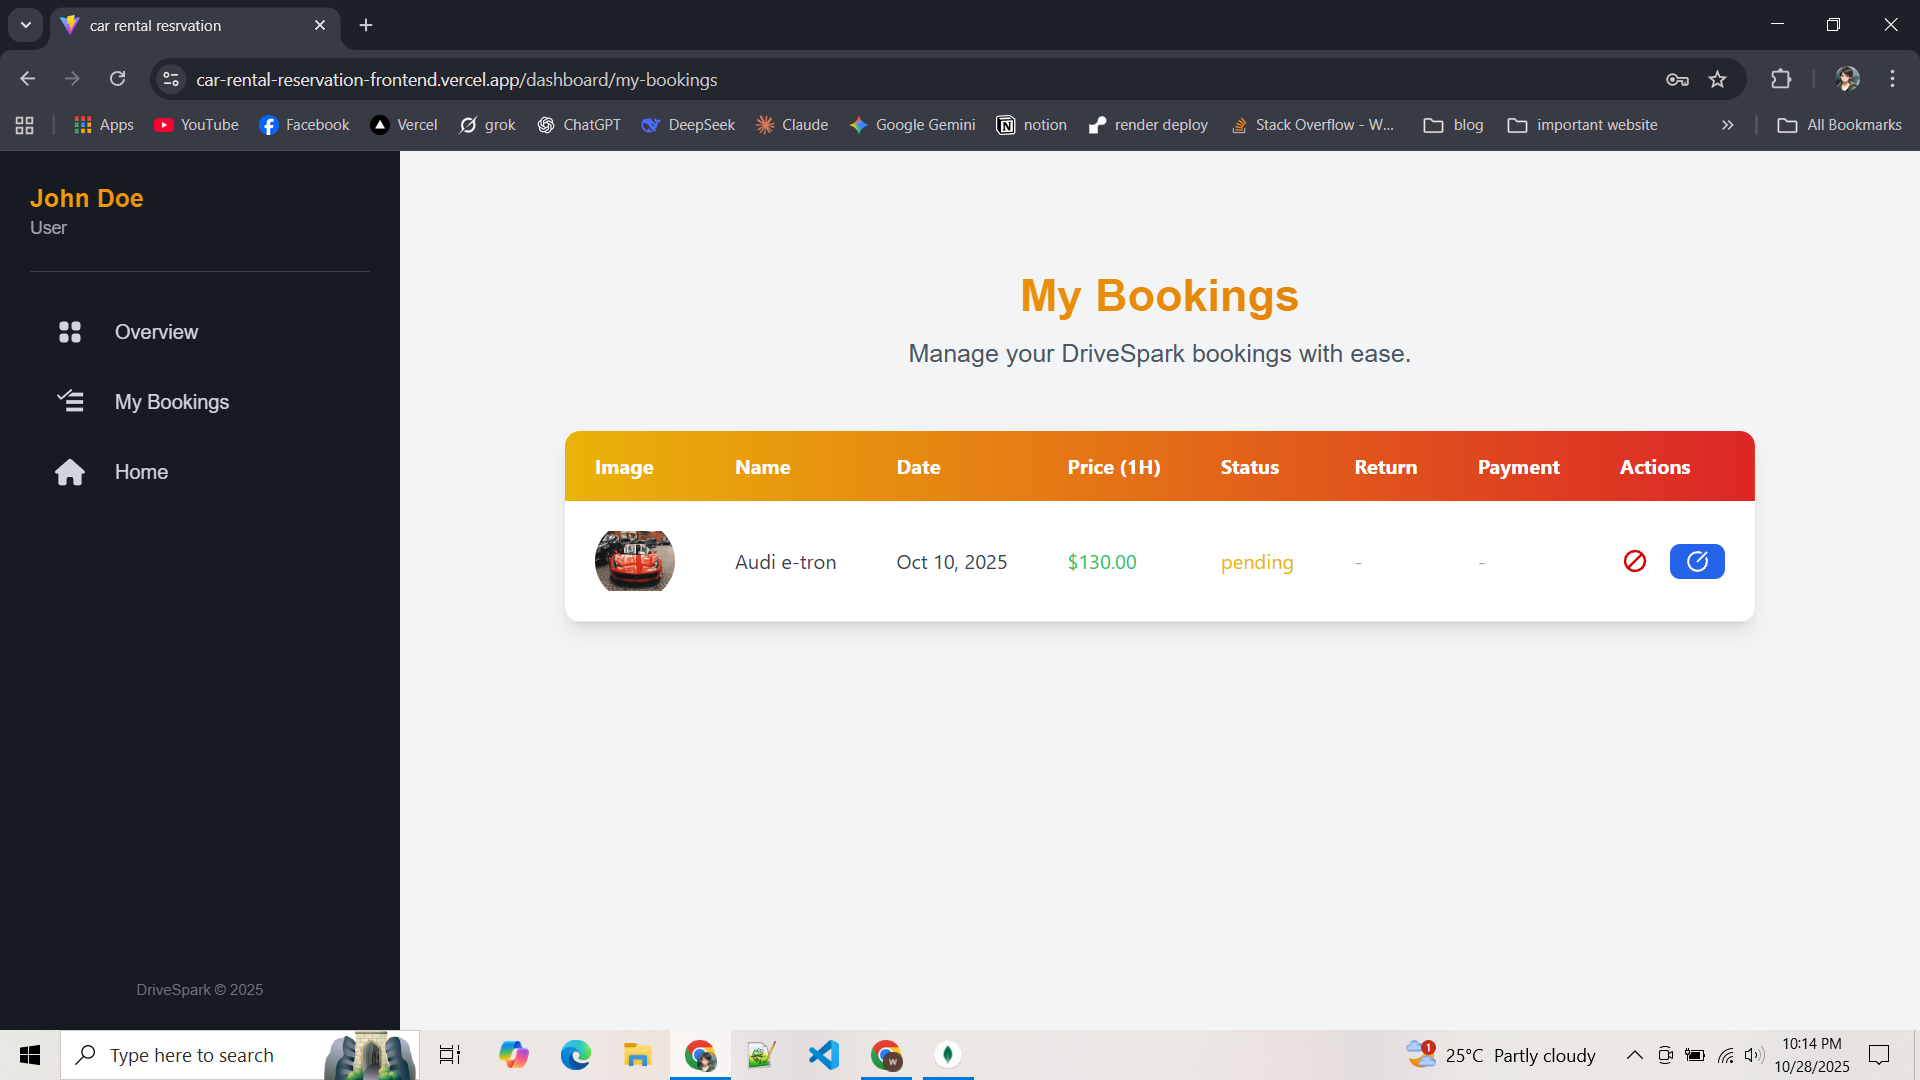 car rental resrvation
car-rental-reservation-frontend.vercel.app/dashboard/my-bookings
Apps YouTube Facebook Vercel grok ChatGPT DeepSeek Claude Google Gemini notion render deploy Stack Overflow - W... blog important website » All Bookmarks
John Doe
User
Overview
My Bookings
Home
DriveSpark © 2025
My Bookings
Manage your DriveSpark bookings with ease.
Image Name Date Price (1H) Status Return Payment Actions
Audi e-tron Oct 10, 2025 $130.00 pending - -
Type here to search
W
1
25°C Partly cloudy
10:14 PM
10/28/2025